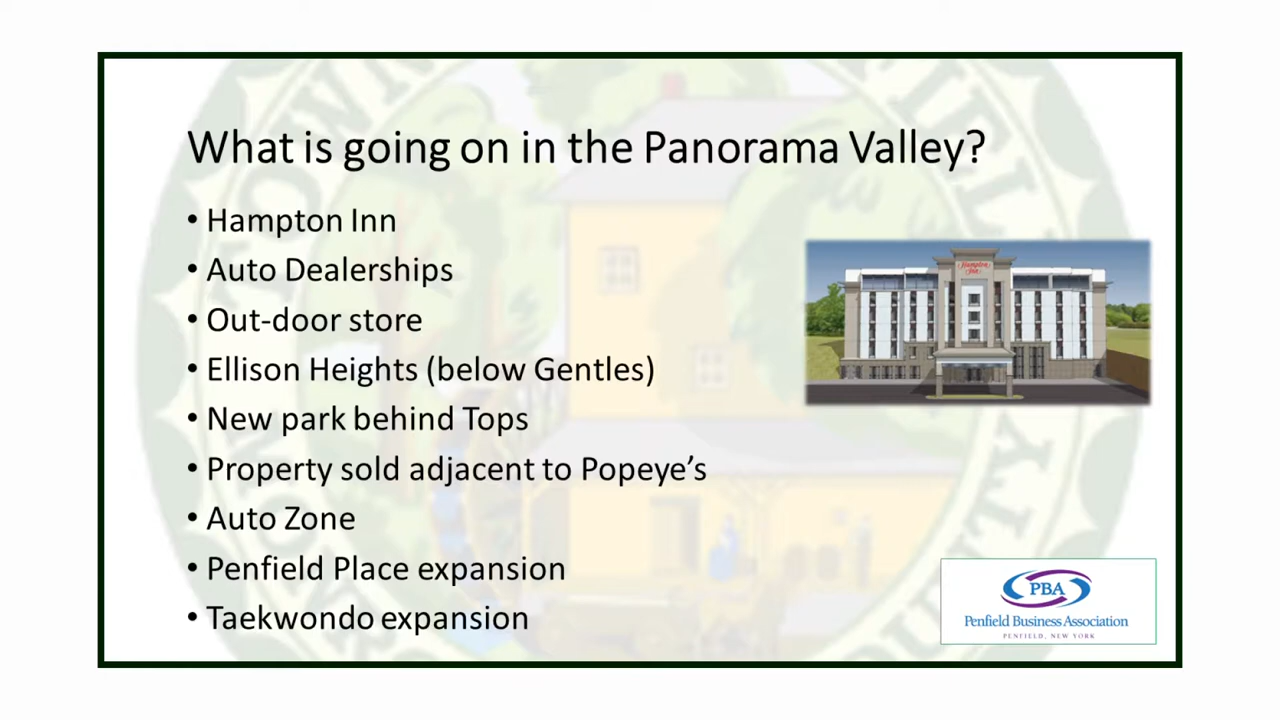 What is going on in the Panorama Valley?
• Hampton Inn
• Auto Dealerships
• Out-door store
• Ellison Heights (below Gentles)
• New park behind Tops
• Property sold adjacent to Popeye’s
• Auto Zone
• Penfield Place expansion
• Taekwondo expansion
Hampton
Inn
PBA
Penfield Business Association
PENFIELD, NEW YORK